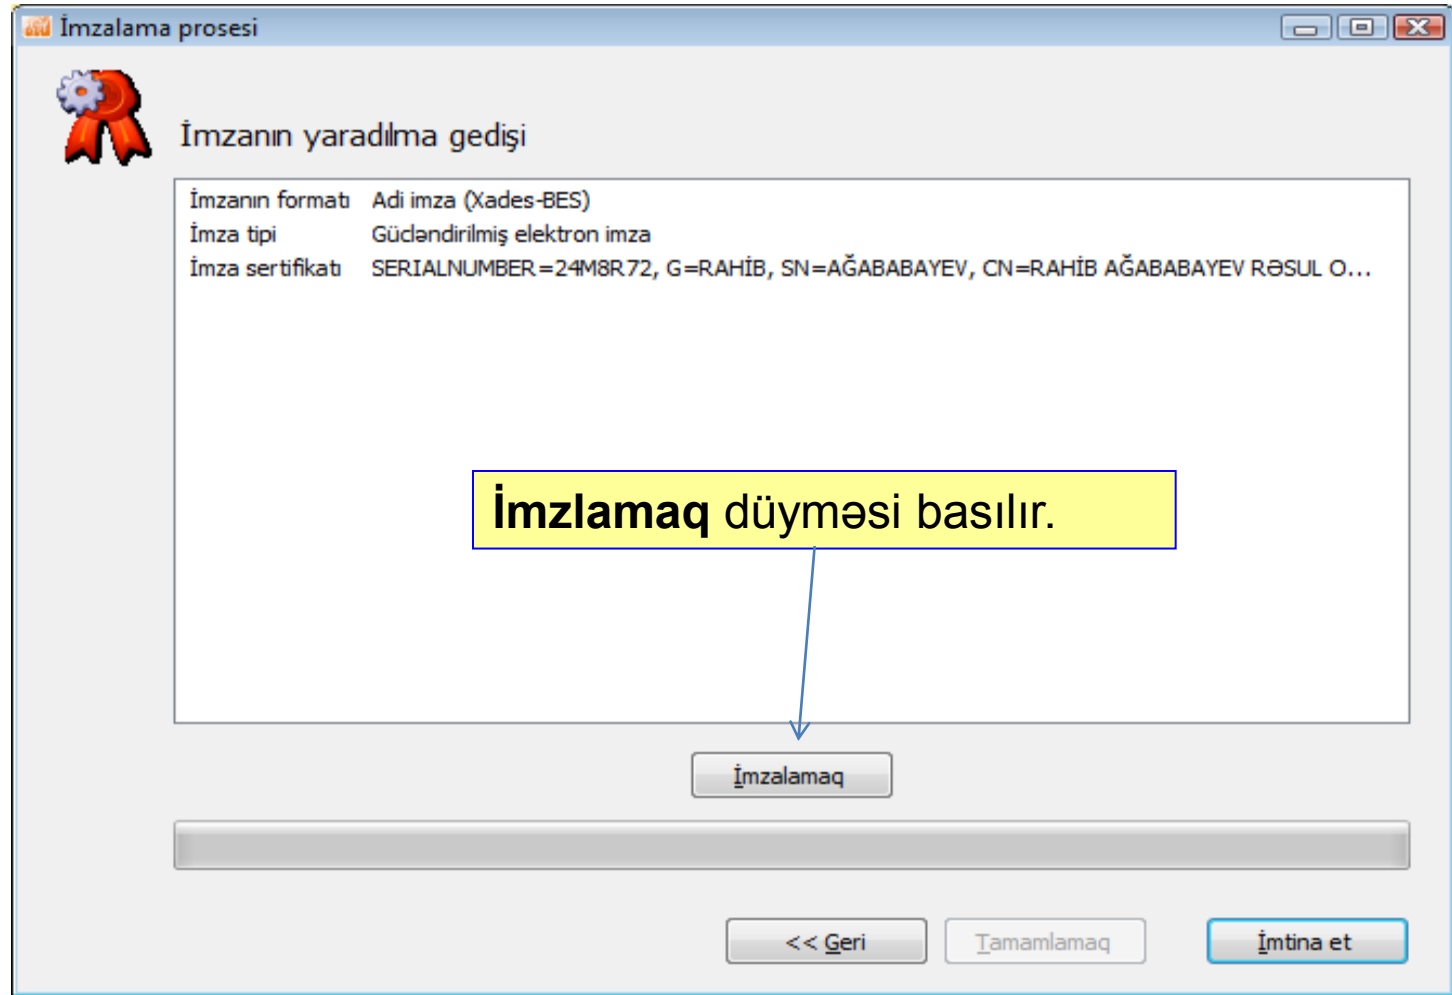 İmzalama prosesi
İmzanın yaradılma gedişi
İmzanın formatı Adi imza (Xades-BES)
İmza tipi Gücləndirilmiş elektron imza
İmza sertifikatı SERIALNUMBER=24M8R72, G=RAHİB, SN=AĞABABAYEV, CN=RAHİB AĞABABAYEV RƏSUL O...
İmzlamaq düyməsi basılır.
İmzalamaq
<< Geri Tamamlamaq İmtina et